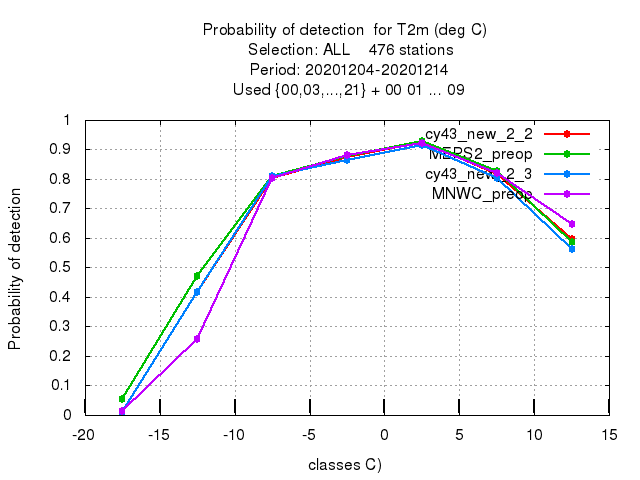 Probability of detection for T2m (deg C)
Selection: ALL 476 stations
Period: 20201204-20201214
Used {00,03,...,21} + 00 01 ... 09
cy43_new_2_2
MEPS2_preop
cy43_new_2_3
MNWC_preop
Probability of detection
1
0.9
0.8
0.7
0.6
0.5
0.4
0.3
0.2
0.1
0
-20 -15 -10 -5 0 5 10 15
classes C)